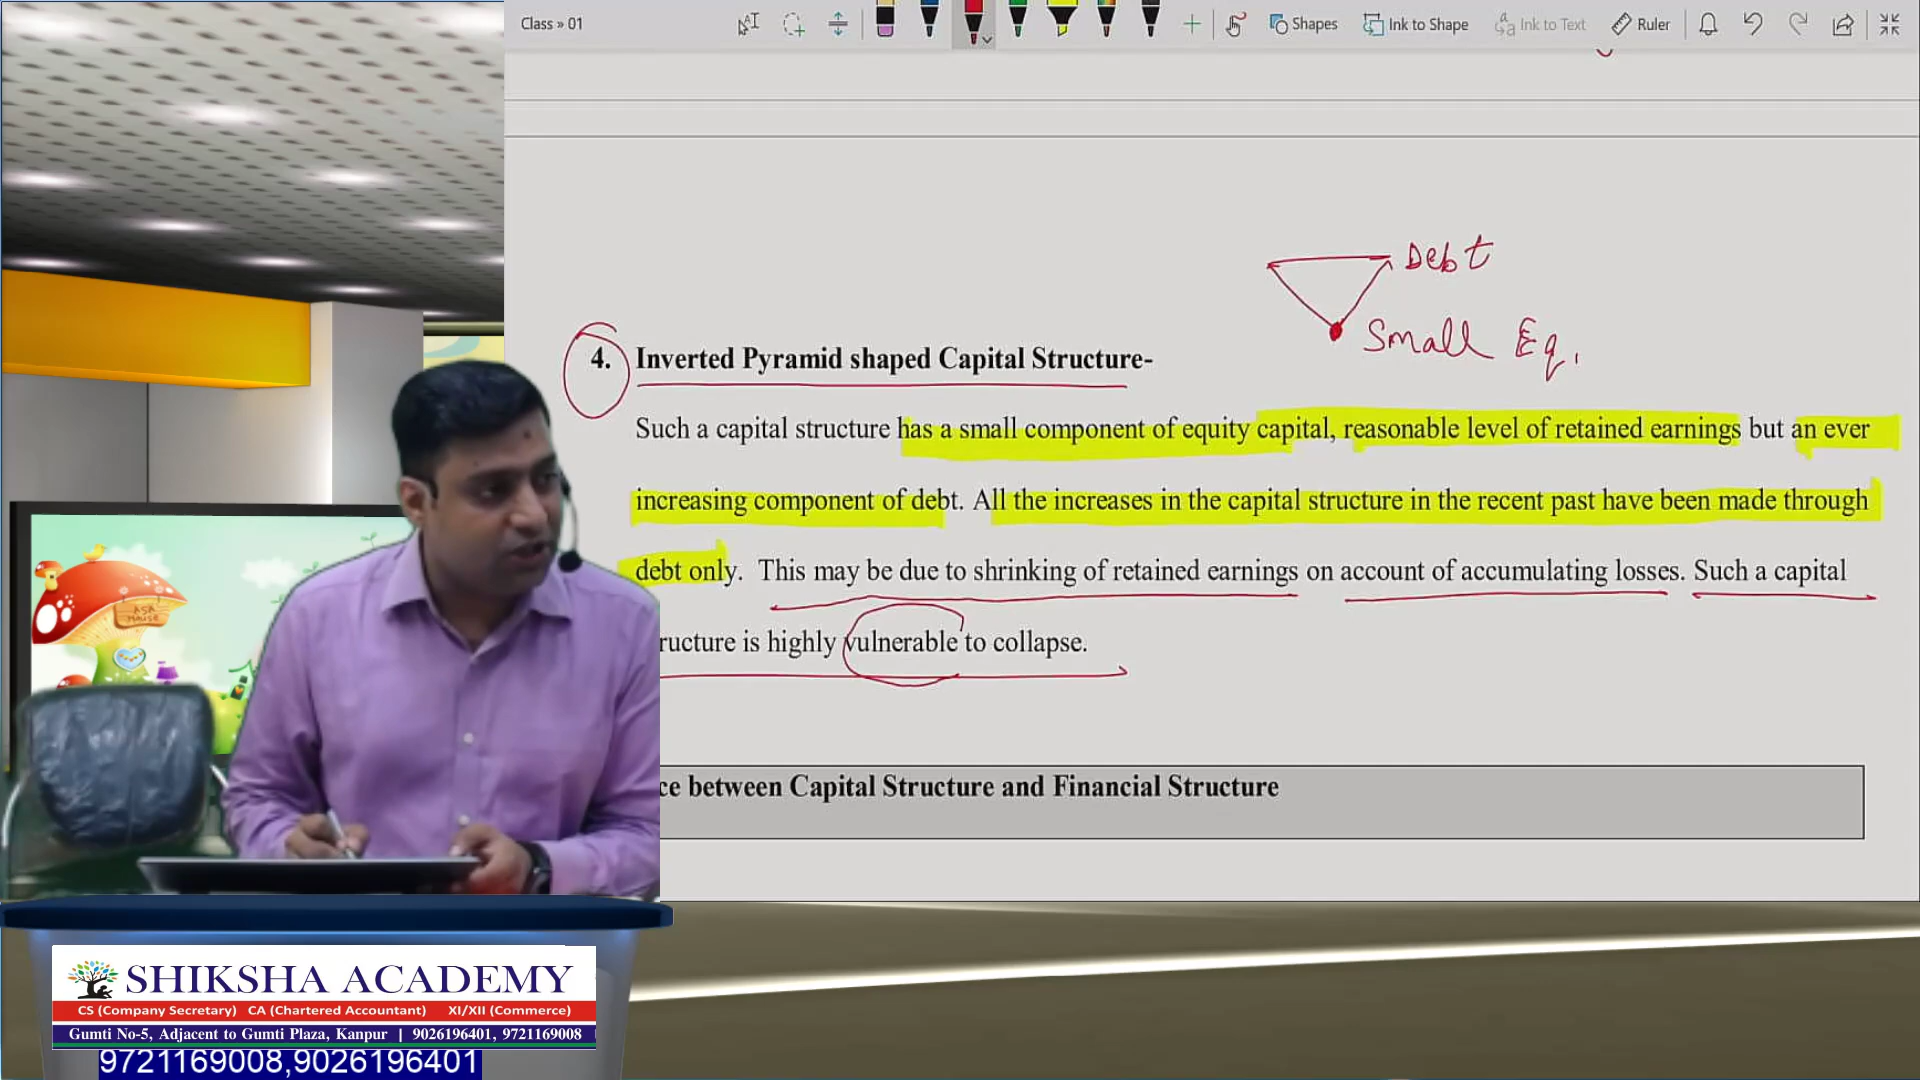 Class » 01
Shapes
Ink to Shape
Ink to Text
Ruler
Debt
Small Eq.
4. Inverted Pyramid shaped Capital Structure-
Such a capital structure has a small component of equity capital, reasonable level of retained earnings but an ever
increasing component of debt. All the increases in the capital structure in the recent past have been made through
debt only. This may be due to shrinking of retained earnings on account of accumulating losses. Such a capital
ructure is highly vulnerable to collapse.
ce between Capital Structure and Financial Structure
ASA
HOUSE
SHIKSHA ACADEMY
CS (Company Secretary) CA (Chartered Accountant) XI/XII (Commerce)
Gumti No-5, Adjacent to Gumti Plaza, Kanpur | 9026196401, 9721169008
9721169008,9026196401